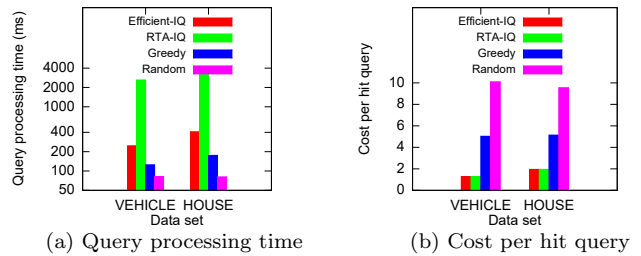 Query processing time (ms)
Efficient-IQ
RTA-IQ
Greedy
Random
4000
2000
1000
400
200
100
50
VEHICLE HOUSE
Data set
(a) Query processing time
Cost per hit query
Efficient-IQ
RTA-IQ
Greedy
Random
10
8
6
4
2
0
VEHICLE HOUSE
Data set
(b) Cost per hit query